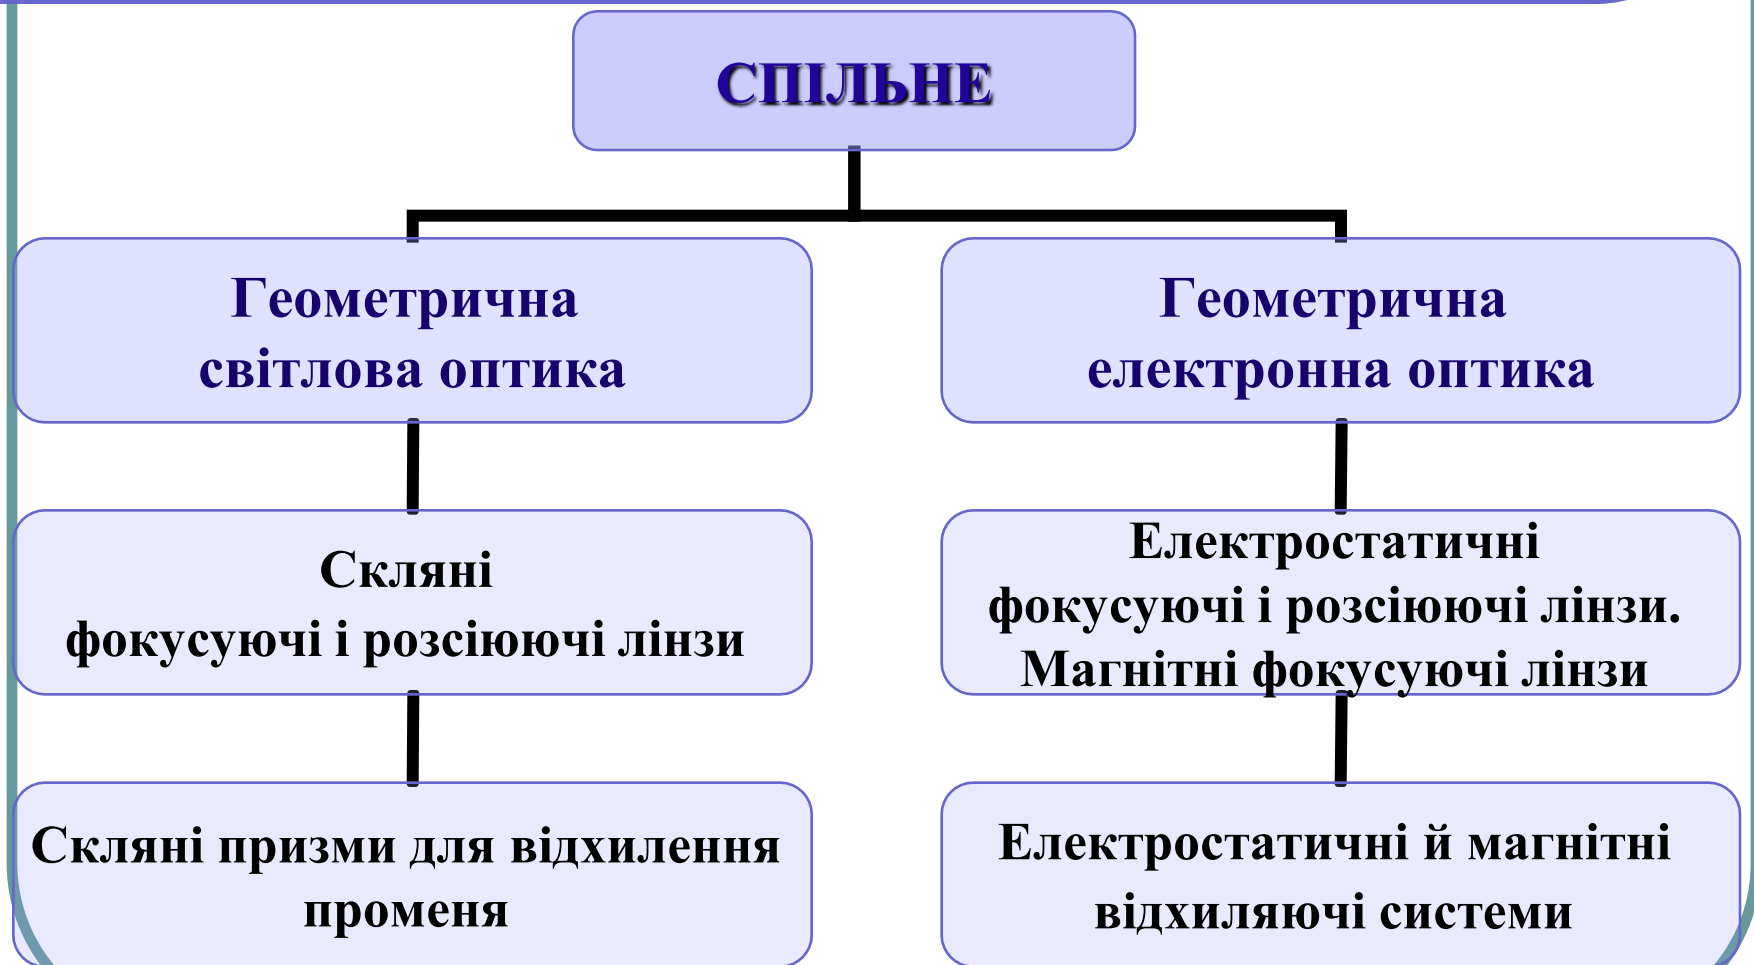 СПІЛЬНЕ
Геометрична
світлова оптика
Геометрична
електронна оптика
Скляні
фокусуючі і розсіюючі лінзи
Електростатичні
фокусуючі і розсіюючі лінзи.
Магнітні фокусуючі лінзи
Скляні призми для відхилення
променя
Електростатичні й магнітні
відхиляючі системи